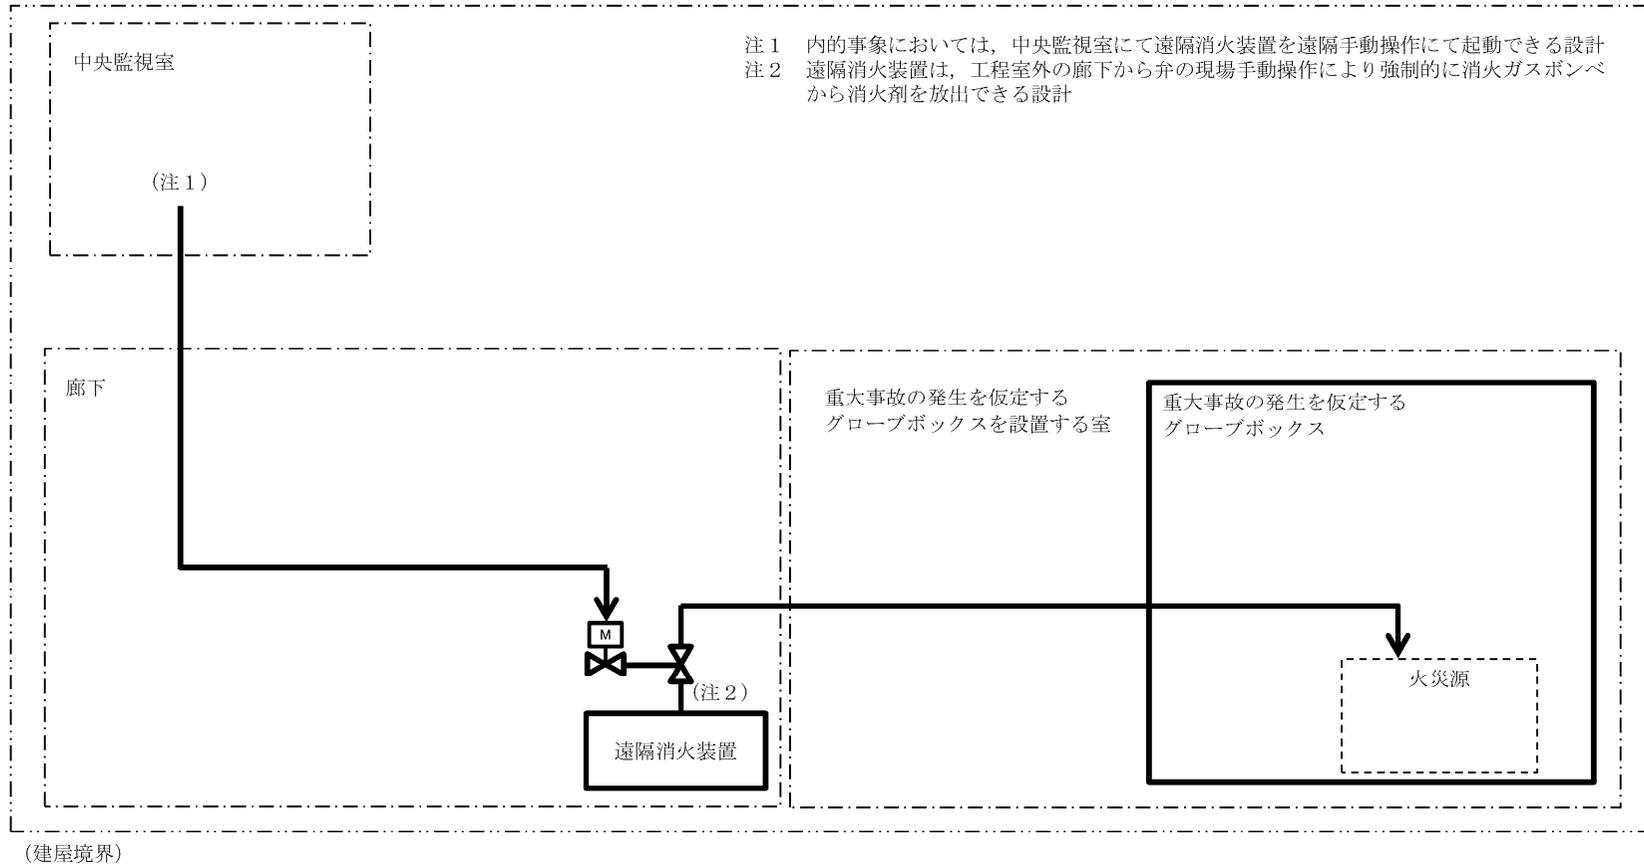 中央監視室
注１　内的事象においては，中央監視室にて遠隔消火装置を遠隔手動操作にて起動できる設計
注２　遠隔消火装置は，工程室外の廊下から弁の現場手動操作により強制的に消火ガスボンベ
から消火剤を放出できる設計
（注１）
廊下
重大事故の発生を仮定する
グローブボックスを設置する室
重大事故の発生を仮定する
グローブボックス
M
（注２）
火災源
遠隔消火装置
（建屋境界）